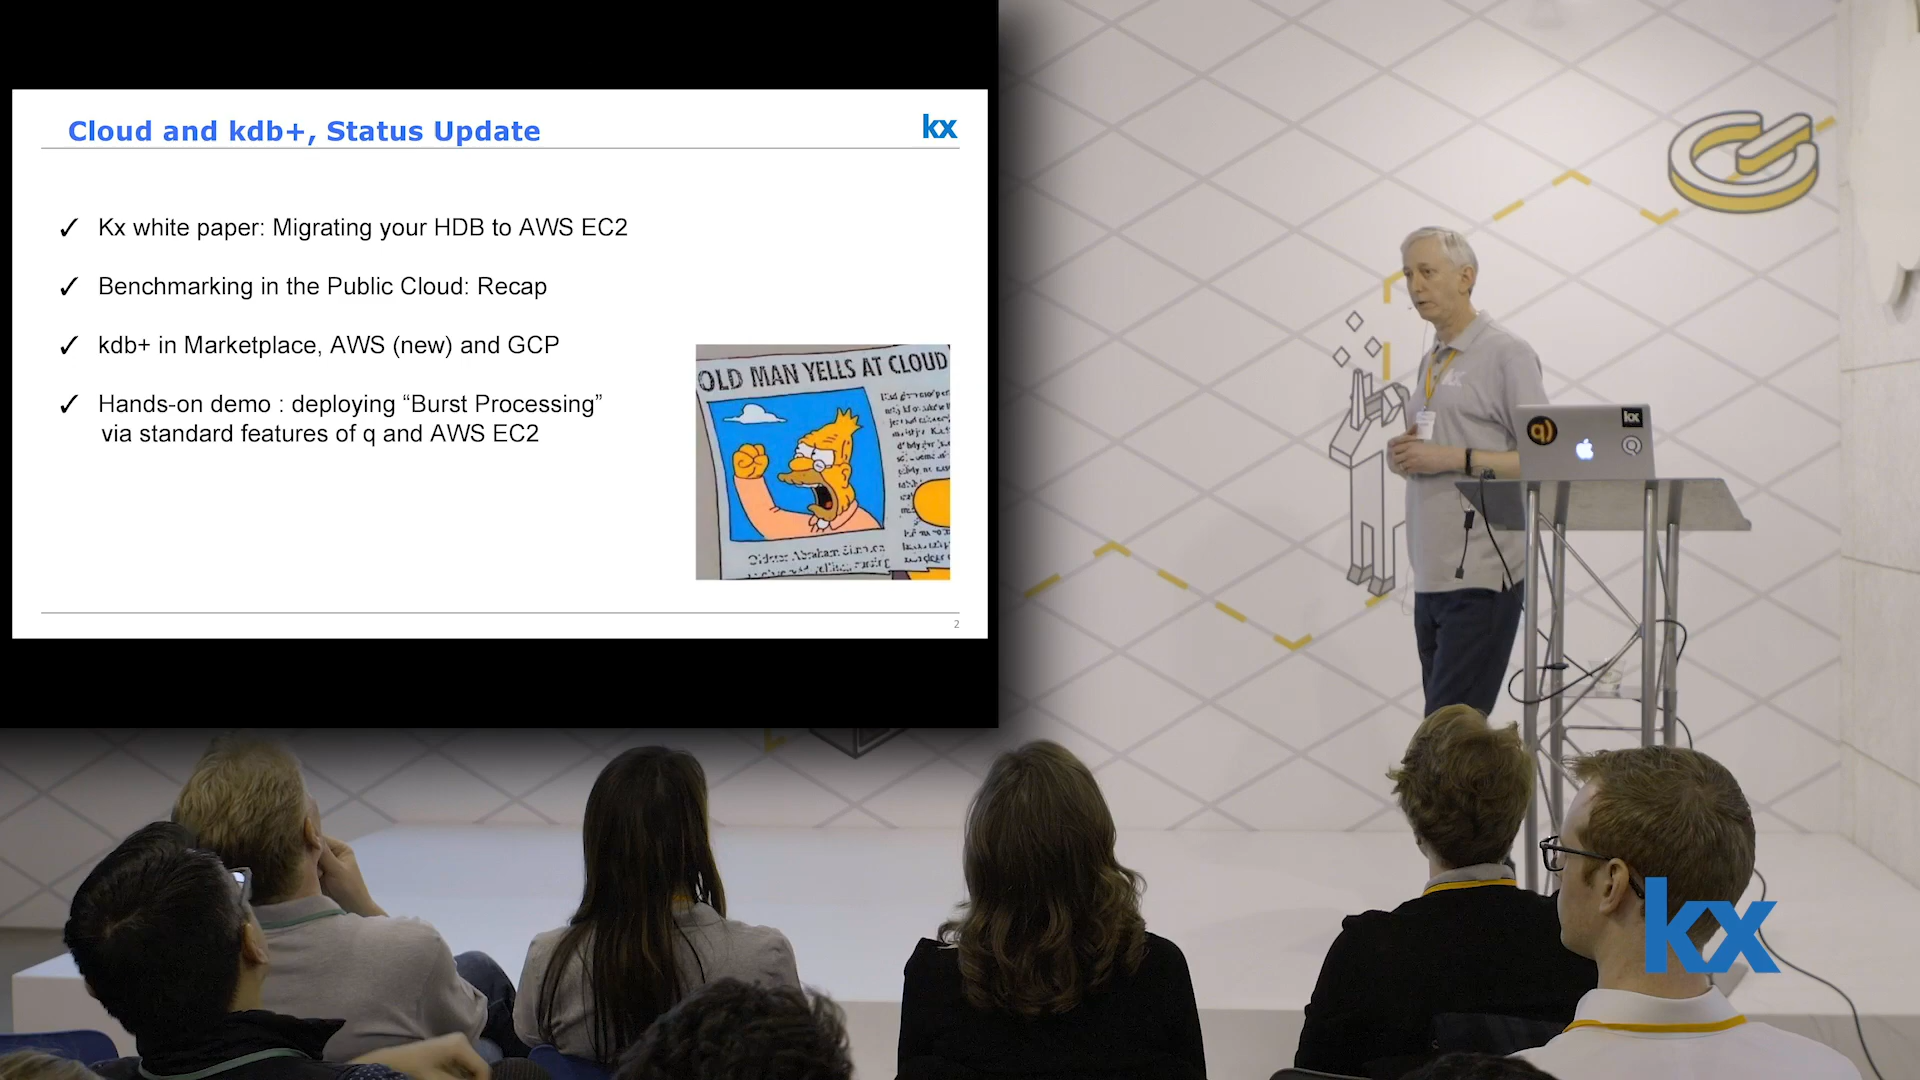 Cloud and kdb+, Status Update
kx
✓ Kx white paper: Migrating your HDB to AWS EC2
✓ Benchmarking in the Public Cloud: Recap
✓ kdb+ in Marketplace, AWS (new) and GCP
✓ Hands-on demo : deploying “Burst Processing”
via standard features of q and AWS EC2
OLD MAN YELLS AT CLOUD
2
kx
q)
kx